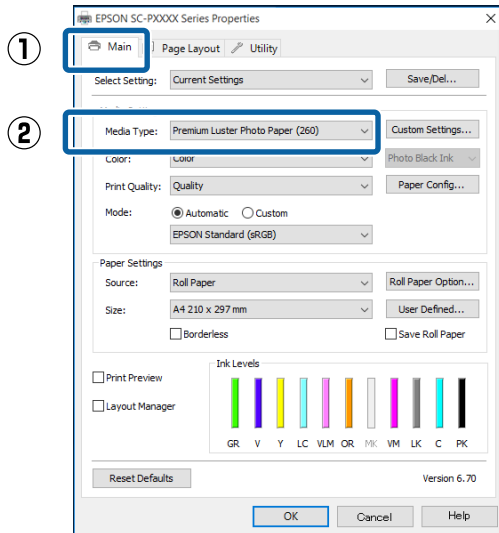 EPSON SC-PXXXX Series Properties
① Main Page Layout Utility
Select Setting: Current Settings Save/Del...
② Media Type: Premium Luster Photo Paper (260) Custom Settings...
Color: Color Photo Black Ink
Print Quality: Quality Paper Config...
Mode: Automatic Custom
EPSON Standard (sRGB)
Paper Settings
Source: Roll Paper Roll Paper Option...
Size: A4 210 x 297 mm User Defined...
Borderless Save Roll Paper
Ink Levels
Print Preview
Layout Manager
GR V Y LC VLM OR MK VM LK C PK
Reset Defaults Version 6.70
OK Cancel Help